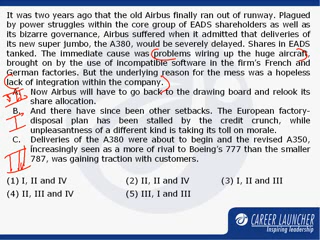 It was two years ago that the old Airbus finally ran out of runway. Plagued
by power struggles within the core group of EADS shareholders as well as
its bizarre governance, Airbus suffered when it admitted that deliveries of
its new super jumbo, the A380, would be severely delayed. Shares in EADS
tanked. The immediate cause was problems wiring up the huge aircraft,
brought on by the use of incompatible software in the firm's French and
German factories. But the underlying reason for the mess was a hopeless
lack of integration within the company.
A. Now Airbus will have to go back to the drawing board and relook its
share allocation.
B. And there have since been other setbacks. The European factory-
I
disposal plan has been stalled by the credit crunch, while
unpleasantness of a different kind is taking its toll on morale.
C. Deliveries of the A380 were about to begin and the revised A350,
III
increasingly seen as a more of rival to Boeing's 777 than the smaller
787, was gaining traction with customers.
(1) I, II and IV (2) II, II and IV (3) I, II and III
(4) II, III and IV (5) III, I and III
CAREER LAUNCHER
Inspiring leadership